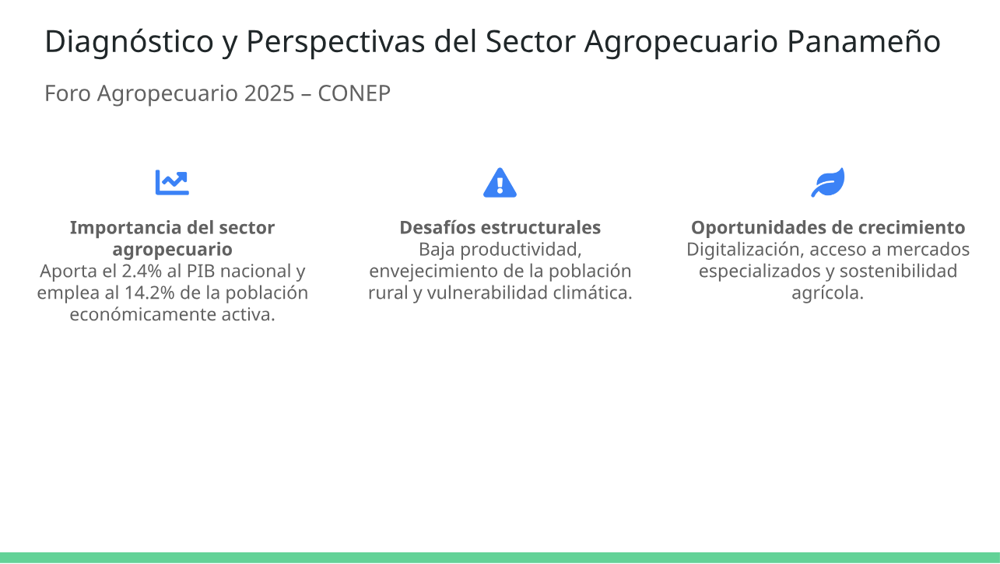 Diagnóstico y Perspectivas del Sector Agropecuario Panameño
Foro Agropecuario 2025 – CONEP
Importancia del sector
agropecuario
Aporta el 2.4% al PIB nacional y
emplea al 14.2% de la población
económicamente activa.
Desafíos estructurales
Baja productividad,
envejecimiento de la población
rural y vulnerabilidad climática.
Oportunidades de crecimiento
Digitalización, acceso a mercados
especializados y sostenibilidad
agrícola.